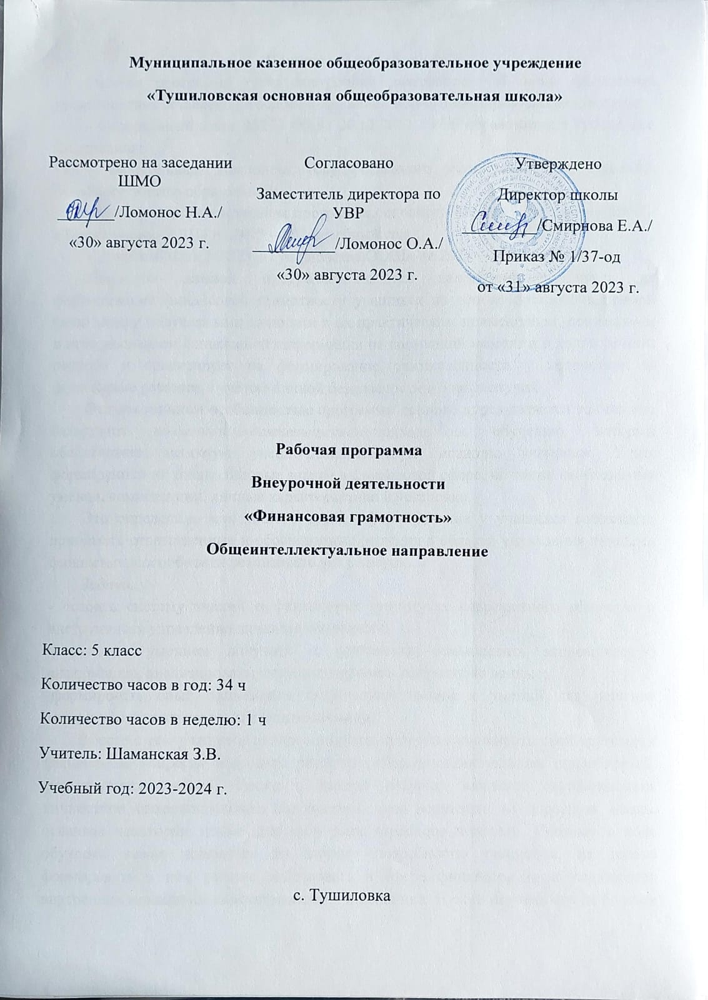 Муниципальное казенное общеобразовательное учреждение
«Тушиловская основная общеобразовательная школа»
Рассмотрено на заседании
ШМО
/Ломонос Н.А./
«30» августа 2023 г.
Согласовано
Заместитель директора по
УВР
/Ломонос О.А./
«30» августа 2023 г.
Утверждено
Директор школы
/Смирнова Е.А./
Приказ № 1/37-од
от «31» августа 2023 г.
Рабочая программа
Внеурочной деятельности
«Финансовая грамотность»
Общеинтеллектуальное направление
Класс: 5 класс
Количество часов в год: 34 ч
Количество часов в неделю: 1 ч
Учитель: Шаманская З.В.
Учебный год: 2023-2024 г.
с. Тушиловка